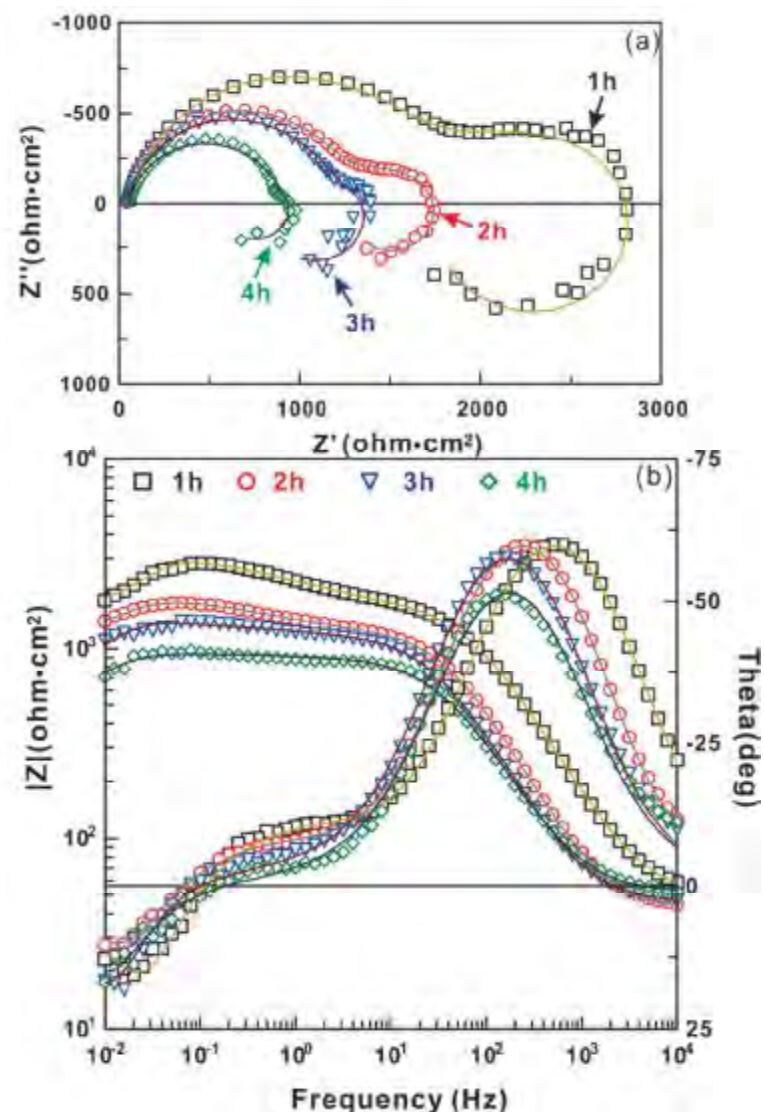 -1000
(a)
1h
-500
Z''(ohm•cm²)
0
2h
4h
500
3h
1000
0
1000
2000
3000
Z' (ohm•cm²)
10⁴
-75
1h
2h
3h
4h
(b)
-50
10³
|Z|(ohm•cm²)
Theta(deg)
-25
10²
0
10¹
25
10⁻²
10⁻¹
10⁰
10¹
10²
10³
10⁴
Frequency (Hz)